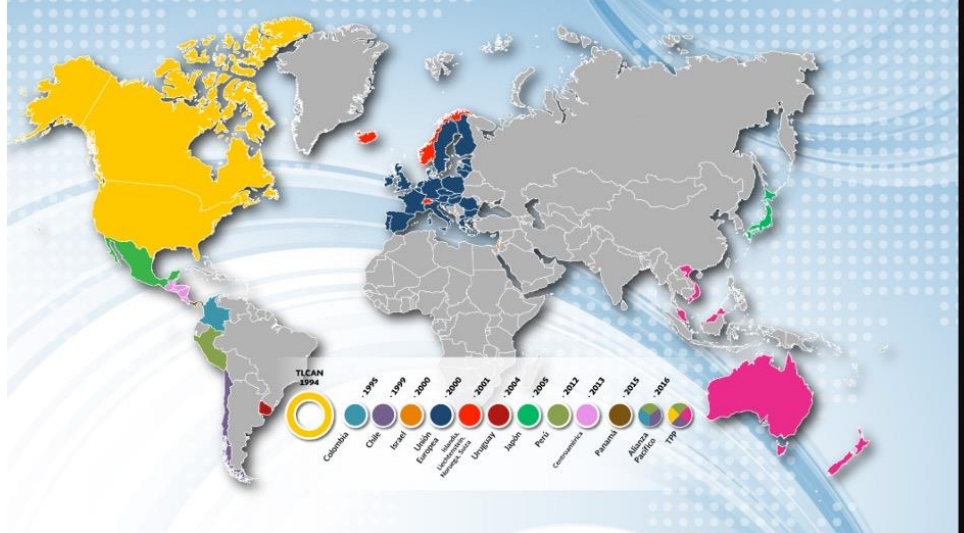 TLCAN
1994
- 1995
- 1999
- 2000
- 2000
- 2001
- 2004
- 2005
- 2012
- 2013
- 2015
- 2016
Colombia
Chile
Israel
Unión
Europea
Islandia,
Liechtenstein,
Noruega, Suiza
Uruguay
Japón
Perú
Centroamérica
Panamá
Alianza
Pacífico
TPP